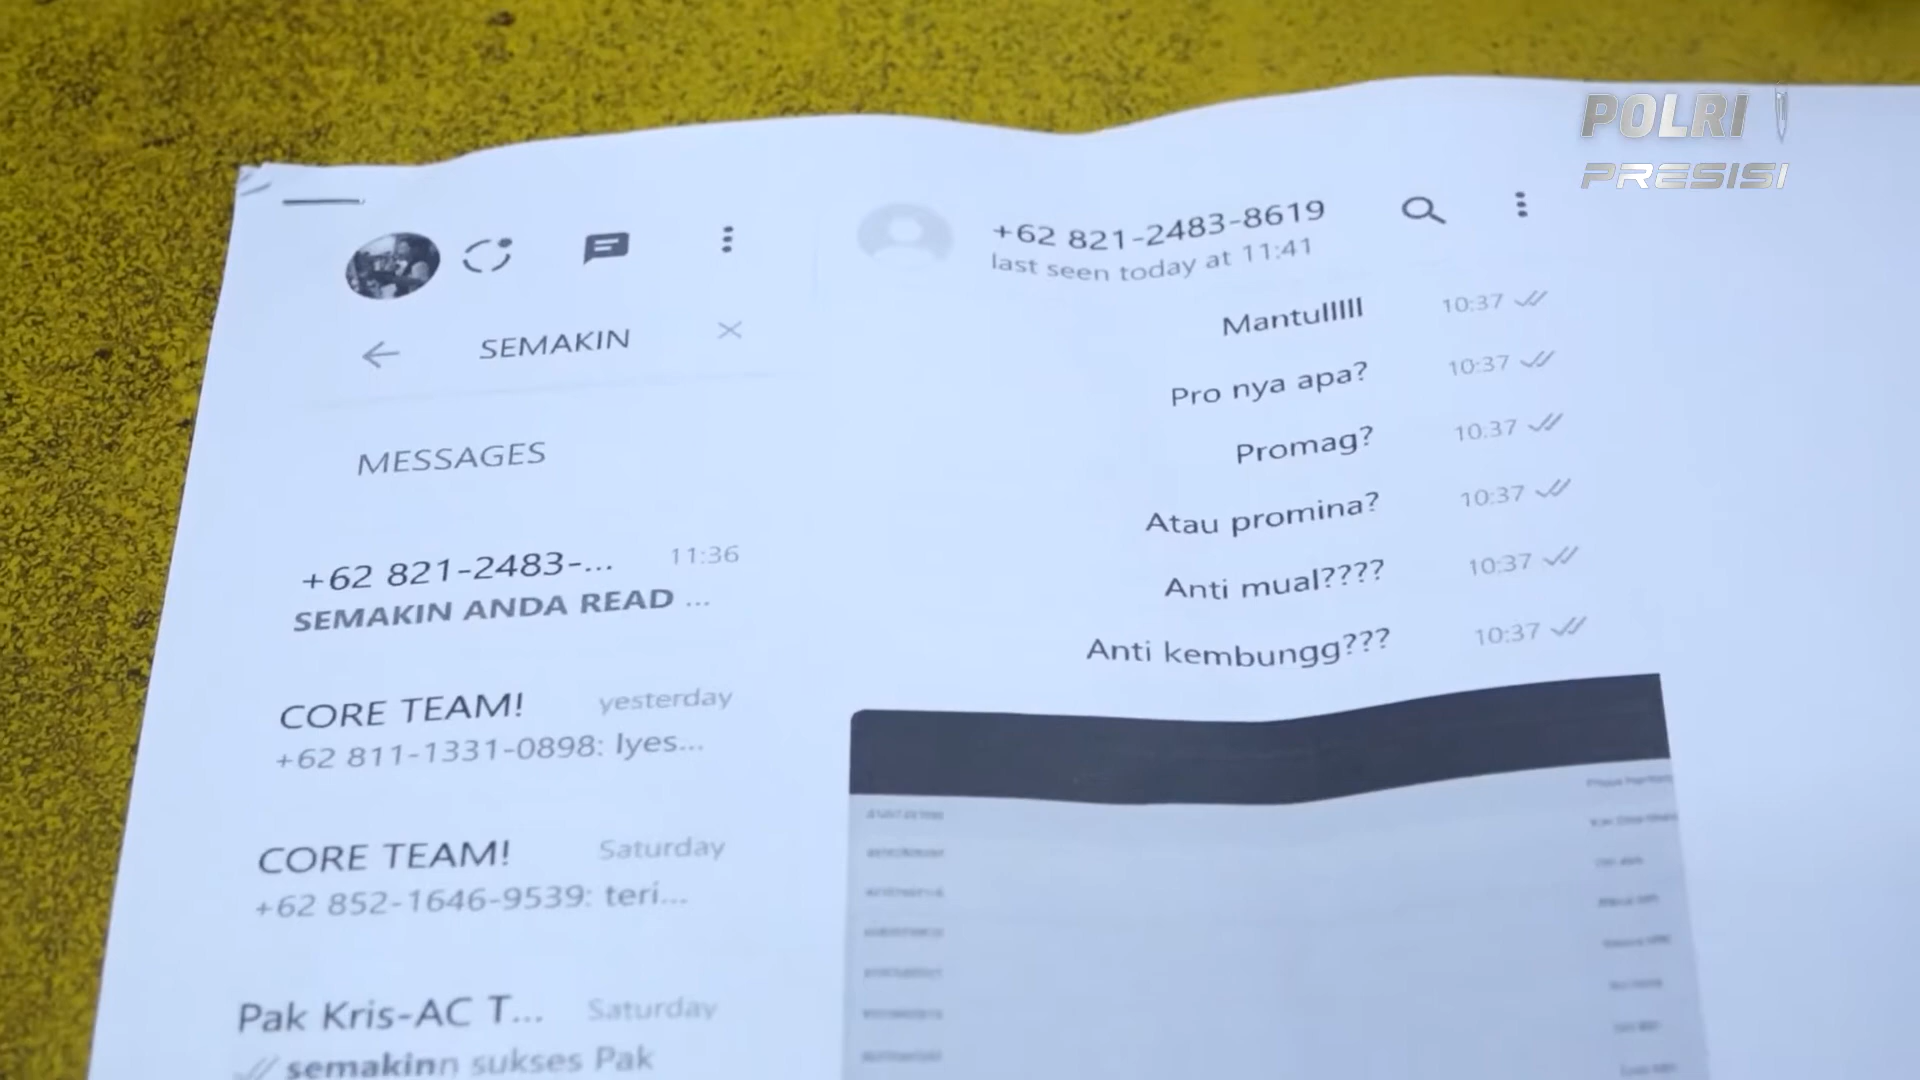 POLRI
PRESISI
SEMAKIN
MESSAGES
+62 821-2483-... 11:36
SEMAKIN ANDA READ ...
CORE TEAM! yesterday
+62 811-1331-0898: Iyes...
CORE TEAM! Saturday
+62 852-1646-9539: teri...
Pak Kris-AC T... Saturday
semakinn sukses Pak
+62 821-2483-8619
last seen today at 11:41
Mantulllll 10:37
Pro nya apa? 10:37
Promag? 10:37
Atau promina? 10:37
Anti mual???? 10:37
Anti kembungg??? 10:37